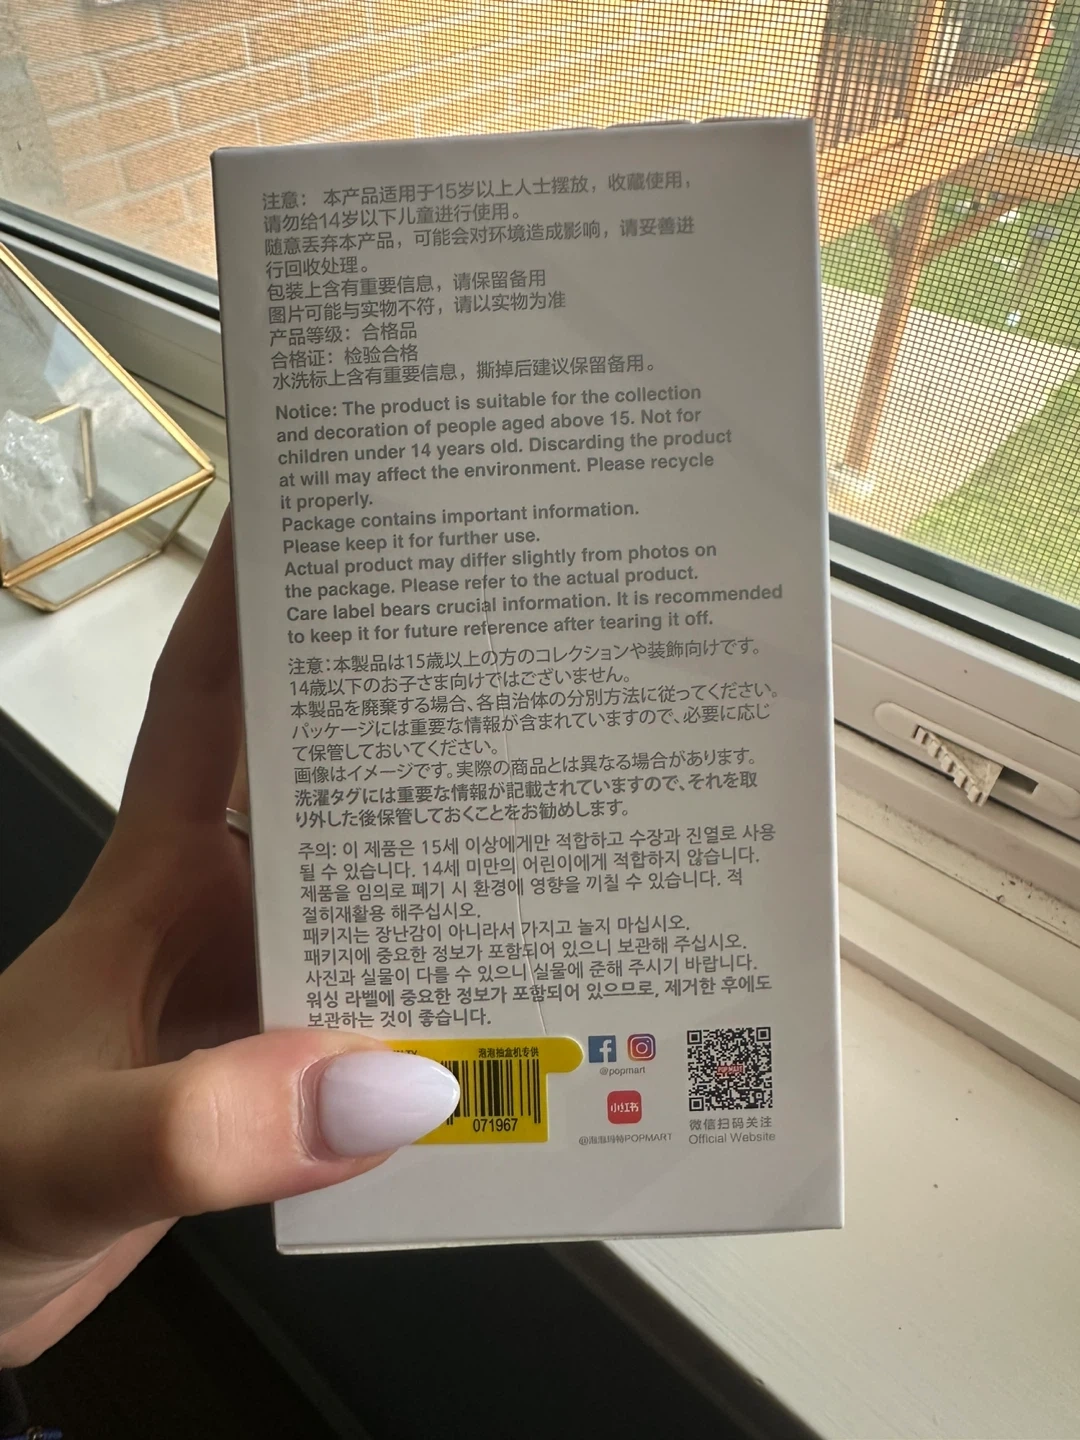 注意： 本产品适用于15岁以上人士摆放，收藏使用，
请勿给14岁以下儿童进行使用。
随意丢弃本产品，可能会对环境造成影响，请妥善进
行回收处理。
包装上含有重要信息，请保留备用
图片可能与实物不符，请以实物为准
产品等级：合格品
合格证：检验合格
水洗标上含有重要信息，撕掉后建议保留备用。
Notice: The product is suitable for the collection
and decoration of people aged above 15. Not for
children under 14 years old. Discarding the product
at will may affect the environment. Please recycle
it properly.
Package contains important information.
Please keep it for further use.
Actual product may differ slightly from photos on
the package. Please refer to the actual product.
Care label bears crucial information. It is recommended
to keep it for future reference after tearing it off.
注意：本製品は15歳以上の方のコレクションや装飾向けです。
14歳以下のお子さま向けではございません。
本製品を廃棄する場合、各自治体の分別方法に従ってください。
パッケージには重要な情報が含まれていますので、必要に応じ
て保管しておいてください。
画像はイメージです。実際の商品とは異なる場合があります。
洗濯タグには重要な情報が記載されていますので、それを取
り外した後保管しておくことをお勧めします。
주의: 이 제품은 15세 이상에게만 적합하고 수장과 진열로 사용
될 수 있습니다. 14세 미만의 어린이에게 적합하지 않습니다.
제품을 임의로 폐기 시 환경에 영향을 끼칠 수 있습니다. 적
절히재활용 해주십시오.
패키지는 장난감이 아니라서 가지고 놀지 마십시오.
패키지에 중요한 정보가 포함되어 있으니 보관해 주십시오.
사진과 실물이 다를 수 있으니 실물에 준해 주시기 바랍니다.
워싱 라벨에 중요한 정보가 포함되어 있으므로, 제거한 후에도
보관하는 것이 좋습니다.
泡泡抽盒机专供
071967
@popmart
小红书
@泡泡玛特POPMART
POP MART
微信扫码关注
Official Website